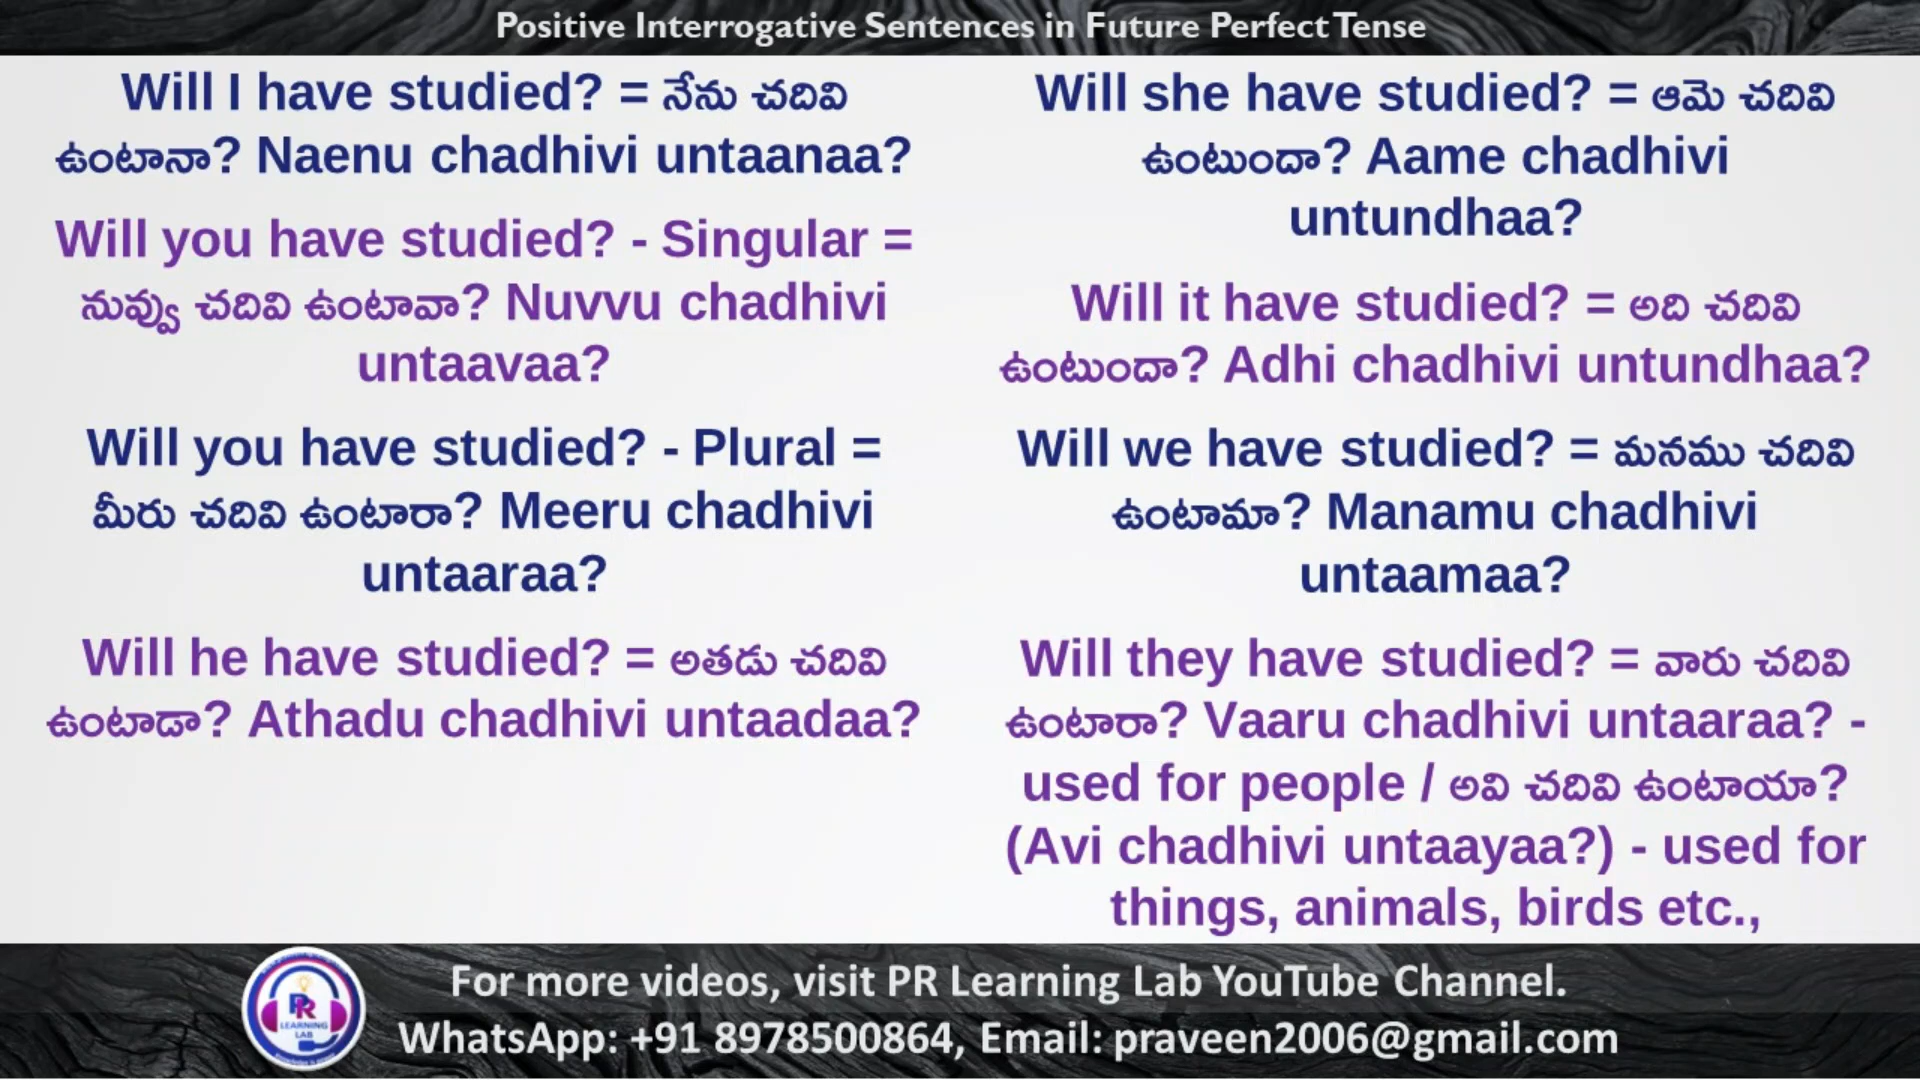 Positive Interrogative Sentences in Future Perfect Tense
Will I have studied? = నేను చదివి
ఉంటానా? Naenu chadhivi untaanaa?
Will you have studied? - Singular =
నువ్వు చదివి ఉంటావా? Nuvvu chadhivi
untaavaa?
Will you have studied? - Plural =
మీరు చదివి ఉంటారా? Meeru chadhivi
untaaraa?
Will he have studied? = అతడు చదివి
ఉంటాడా? Athadu chadhivi untaadaa?
Will she have studied? = ఆమె చదివి
ఉంటుందా? Aame chadhivi
untundhaa?
Will it have studied? = అది చదివి
ఉంటుందా? Adhi chadhivi untundhaa?
Will we have studied? = మనము చదివి
ఉంటామా? Manamu chadhivi
untaamaa?
Will they have studied? = వారు చదివి
ఉంటారా? Vaaru chadhivi untaaraa? -
used for people / అవి చదివి ఉంటాయా?
(Avi chadhivi untaayaa?) - used for
things, animals, birds etc.,
PR
LEARNING
LAB
For more videos, visit PR Learning Lab YouTube Channel.
WhatsApp: +91 8978500864, Email: praveen2006@gmail.com